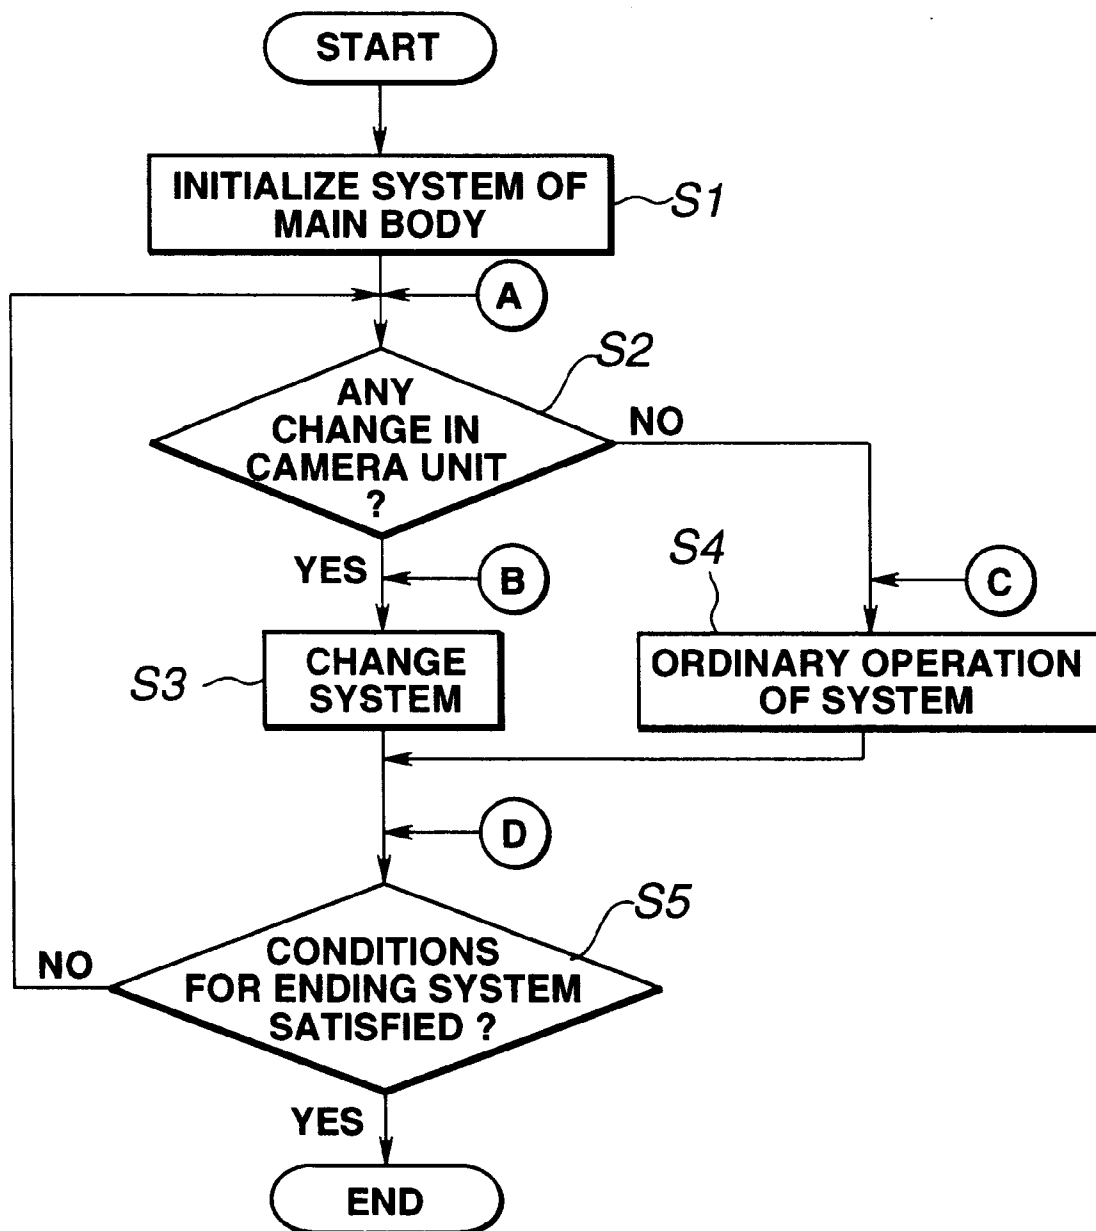 START
INITIALIZE SYSTEM OF
MAIN BODY
S1
A
S2
ANY
CHANGE IN
CAMERA UNIT
?
NO
YES
B
S4
C
S3
CHANGE
SYSTEM
ORDINARY OPERATION
OF SYSTEM
D
S5
CONDITIONS
FOR ENDING SYSTEM
SATISFIED ?
NO
YES
END